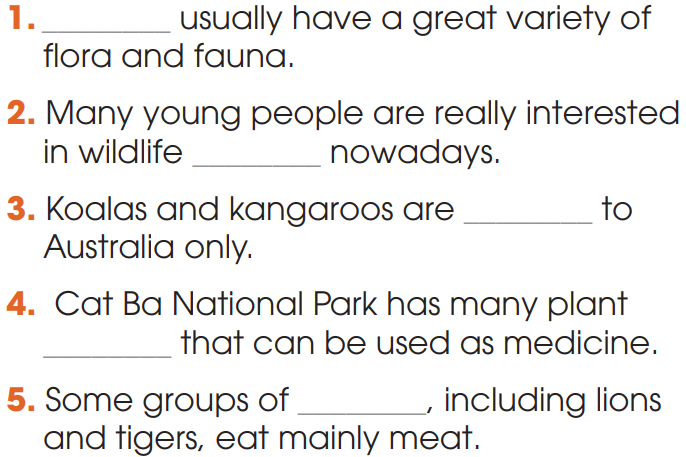 1. ________ usually have a great variety of
flora and fauna.
2. Many young people are really interested
in wildlife ________ nowadays.
3. Koalas and kangaroos are ________ to
Australia only.
4. Cat Ba National Park has many plant
________ that can be used as medicine.
5. Some groups of ________, including lions
and tigers, eat mainly meat.